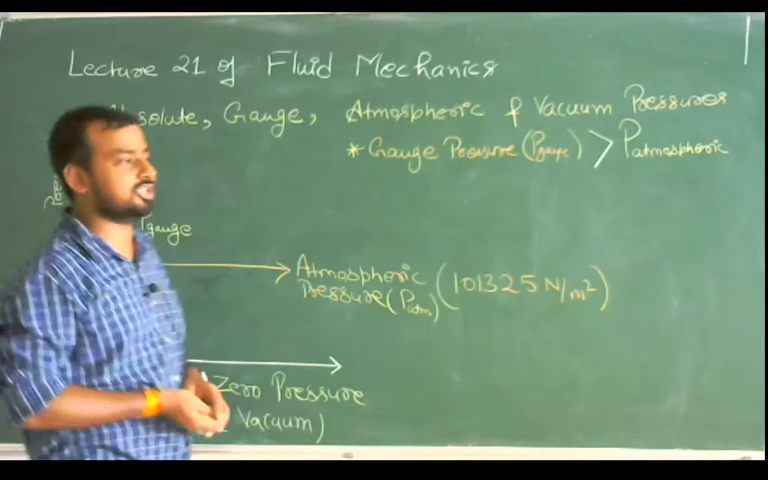 Lecture 21 of Fluid Mechanics
Absolute, Gauge, Atmospheric & Vacuum Pressures
* Gauge Pressure (Pgauge) > Patmospheric
Pgauge
Atmospheric
Pressure (Patm) (101325 N/m²)
Zero Pressure
Vacuum)